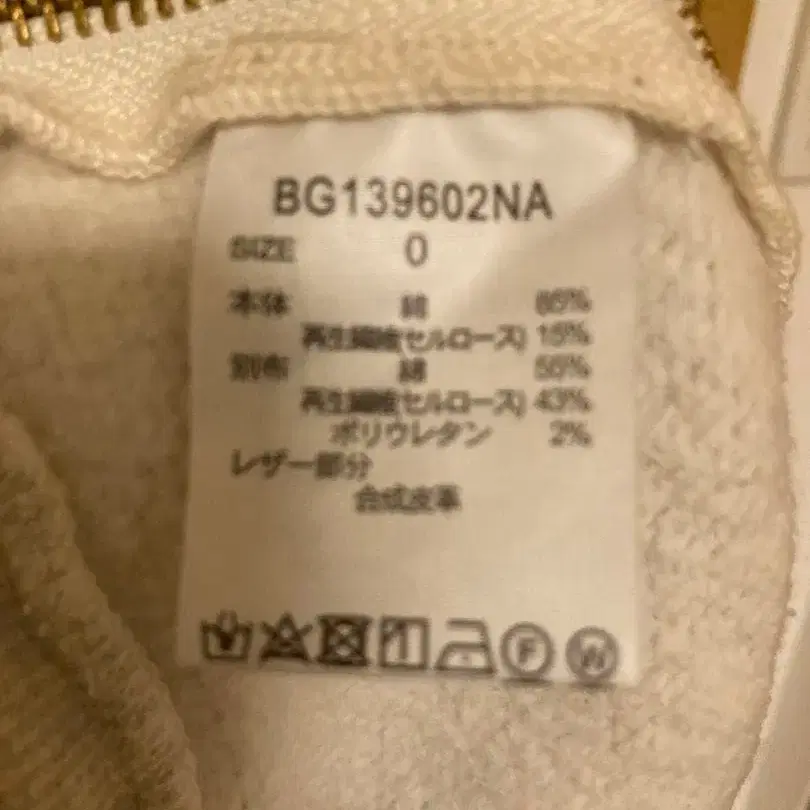 BG139602NA
SIZE 0
本体 綿 85%
再生繊維(セルロース) 15%
別布 綿 55%
再生繊維(セルロース) 43%
ポリウレタン 2%
レザー部分
合成皮革
F W